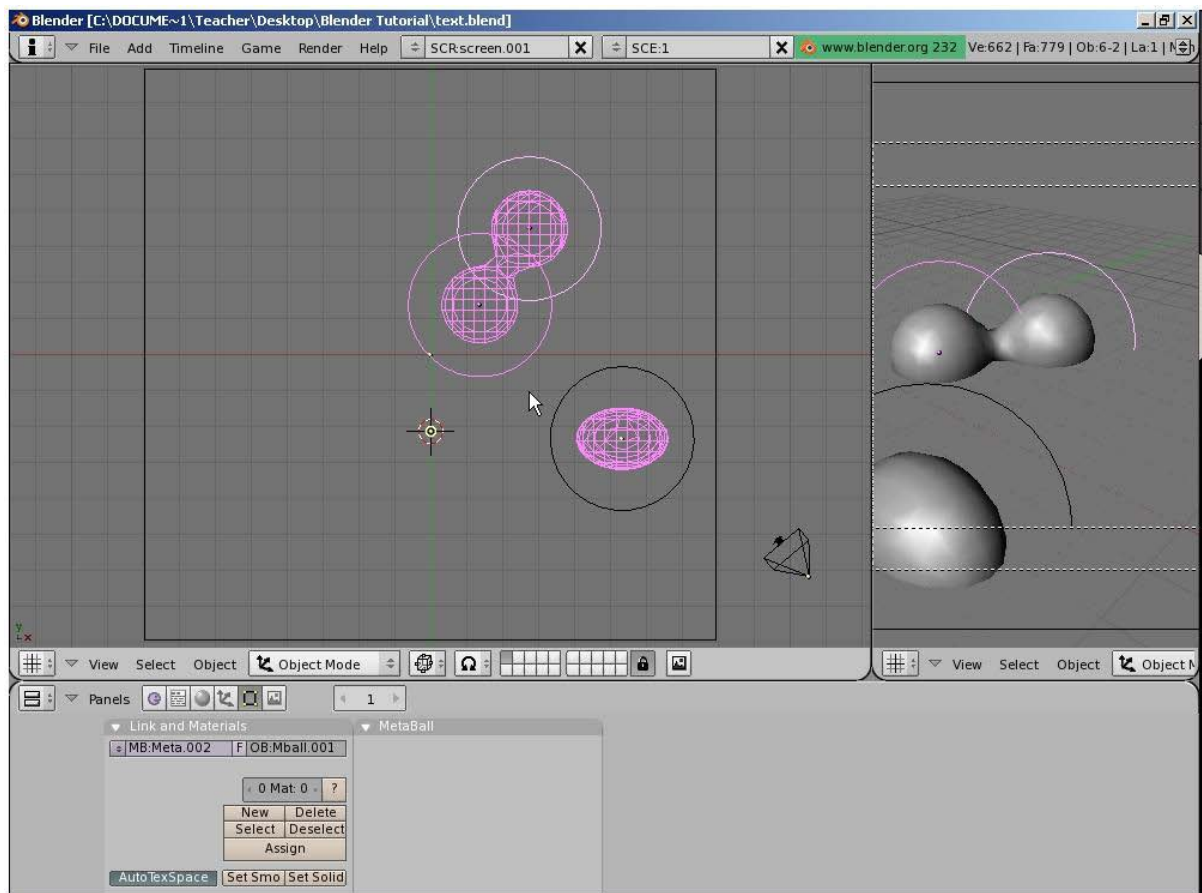 Blender [C:\DOCUME~1\Teacher\Desktop\Blender Tutorial\text.blend]
File Add Timeline Game Render Help SCR:screen.001 SCE:1 www.blender.org 232 Ve:662 | Fa:779 | Ob:6-2 | La:1 |
y
x
View Select Object Object Mode
View Select Object Object M
Panels 1
Link and Materials
MetaBall
MB:Meta.002 F OB:Mball.001
0 Mat: 0 ?
New Delete
Select Deselect
Assign
AutoTexSpace Set Smo Set Solid